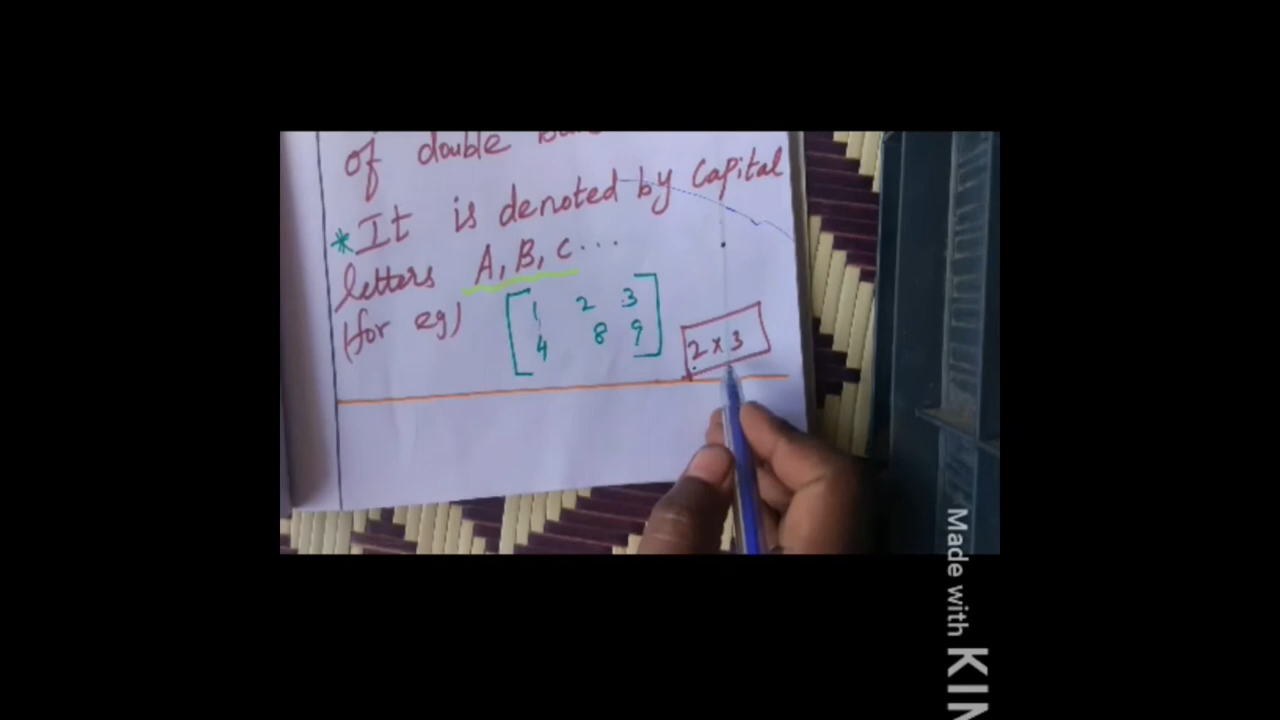 of double
*It is denoted by Capital
letters A, B, C...
(for eg)
1 2 3
4 8 9
2 x 3
Made with KIN